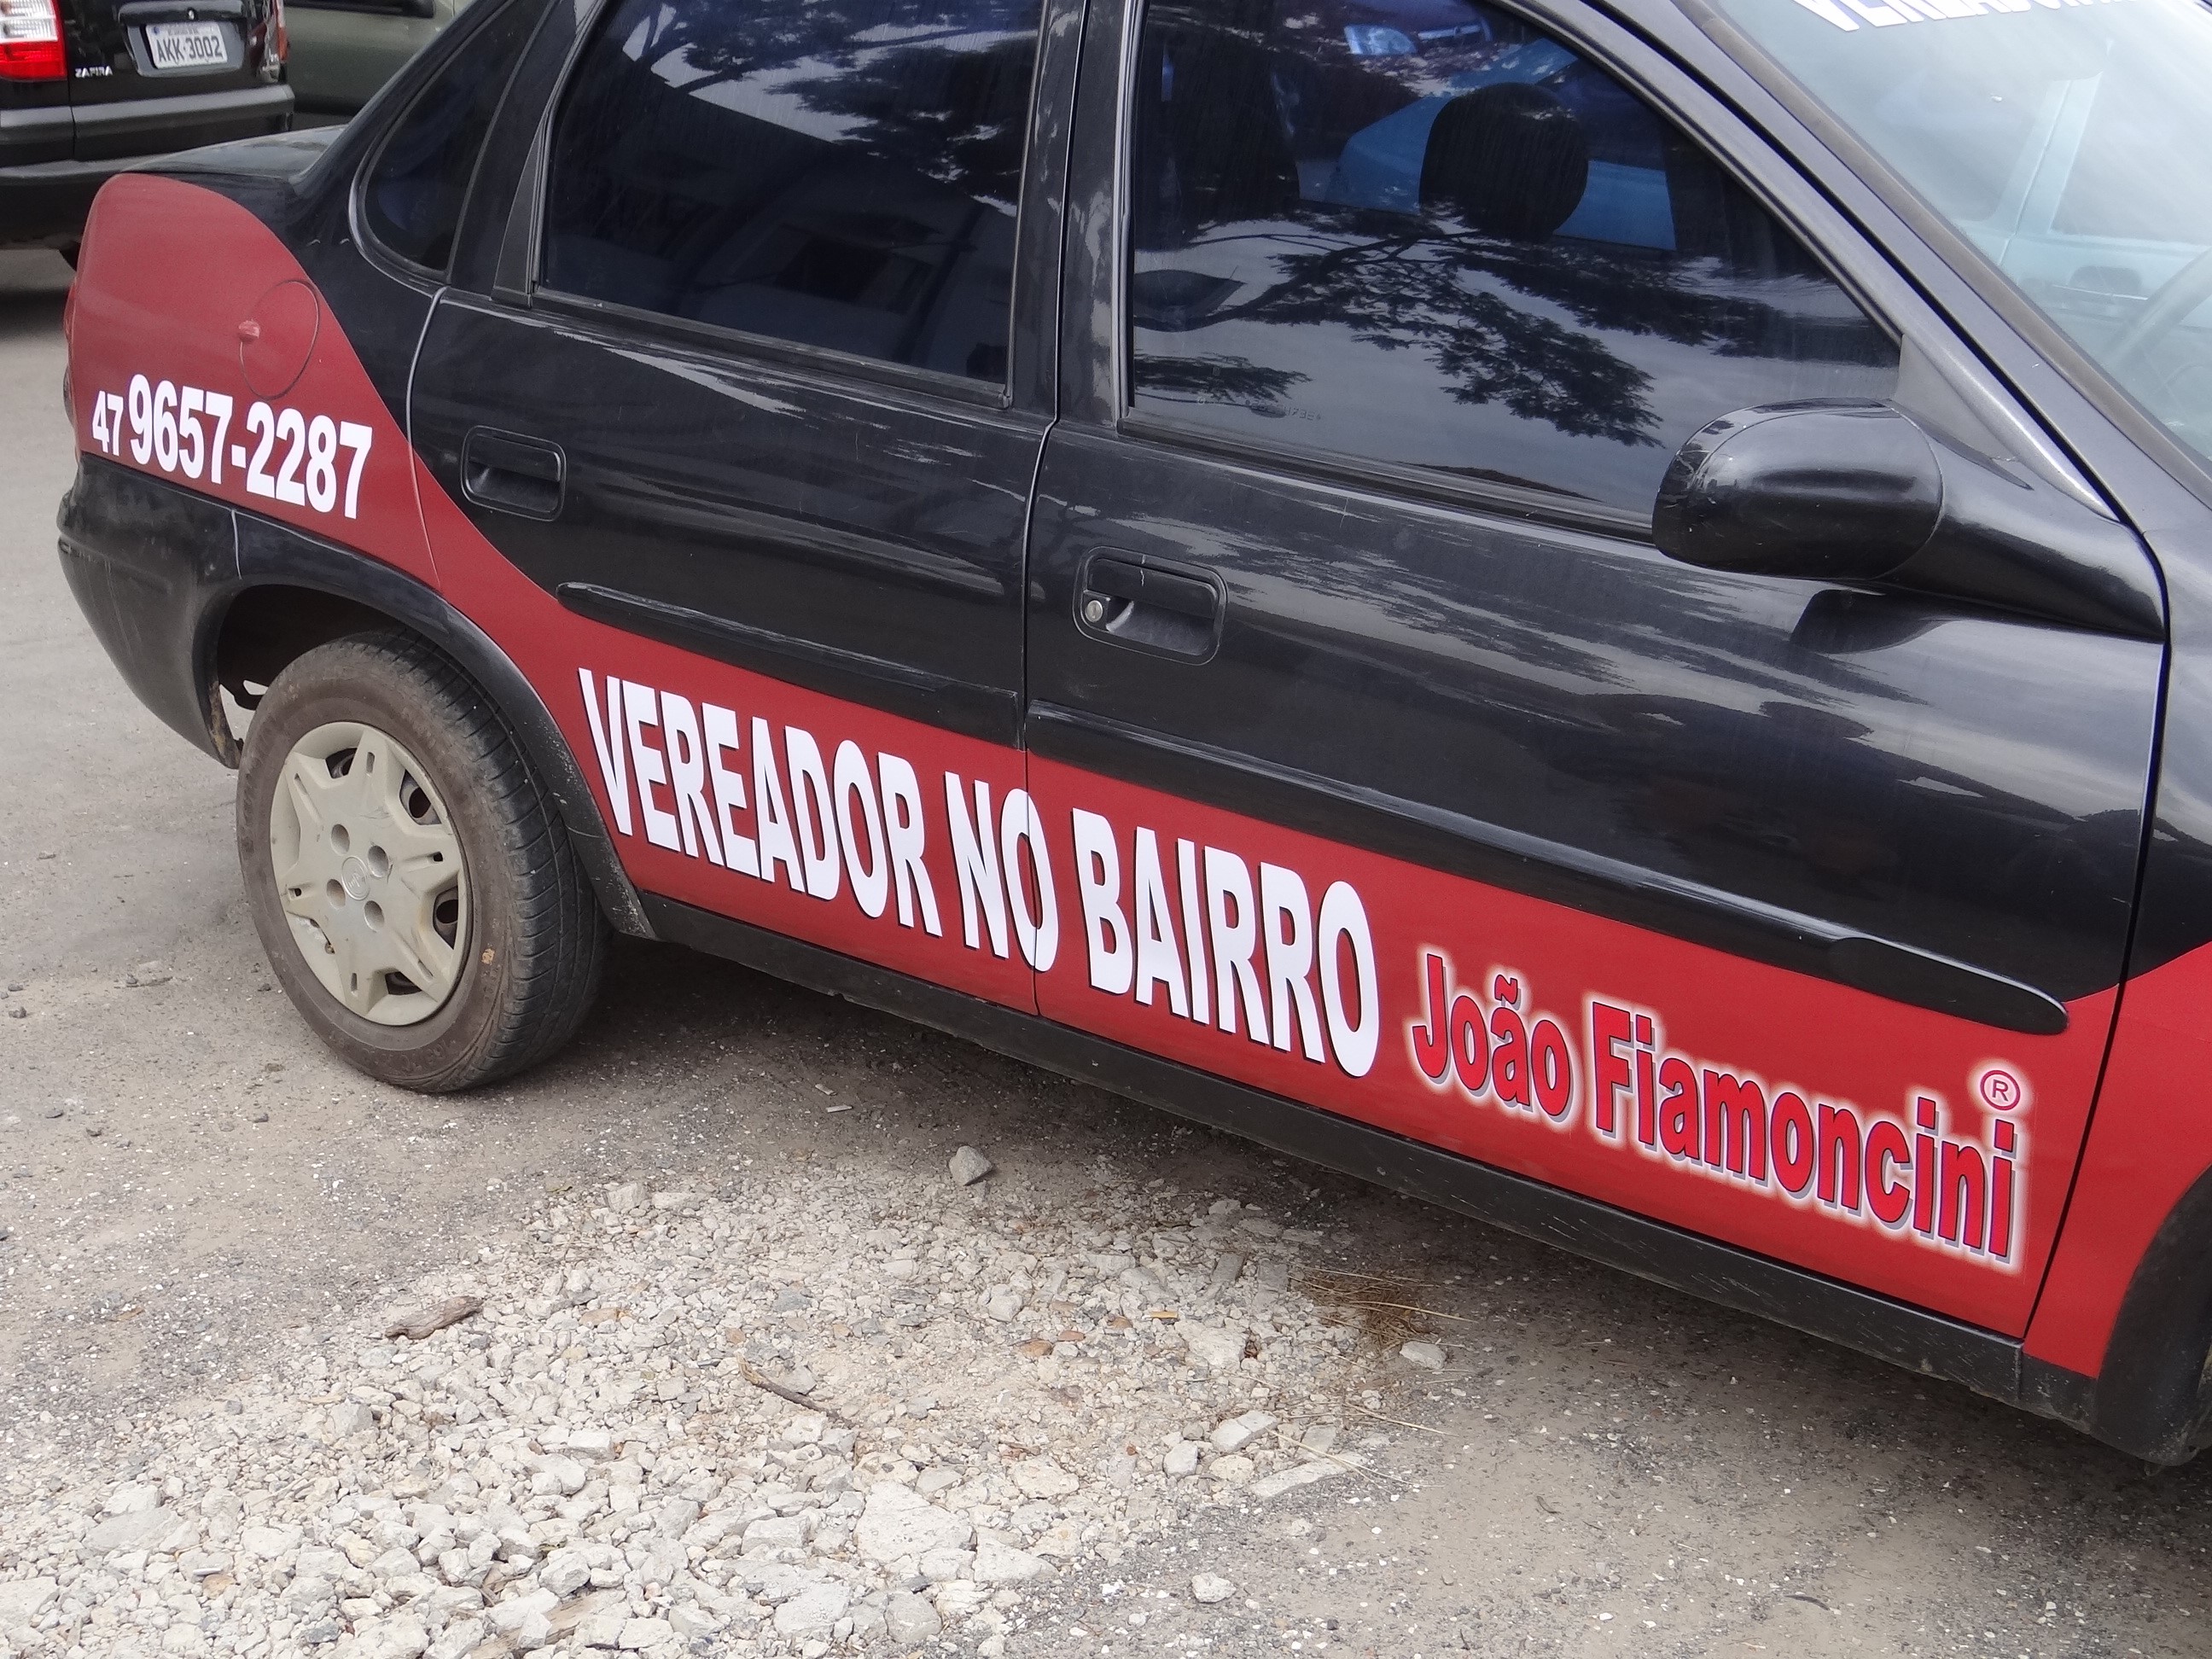 AKK-3002
ZAFIRA
47 9657-2287
VEREADOR NO BAIRRO
João Fiamoncini ®